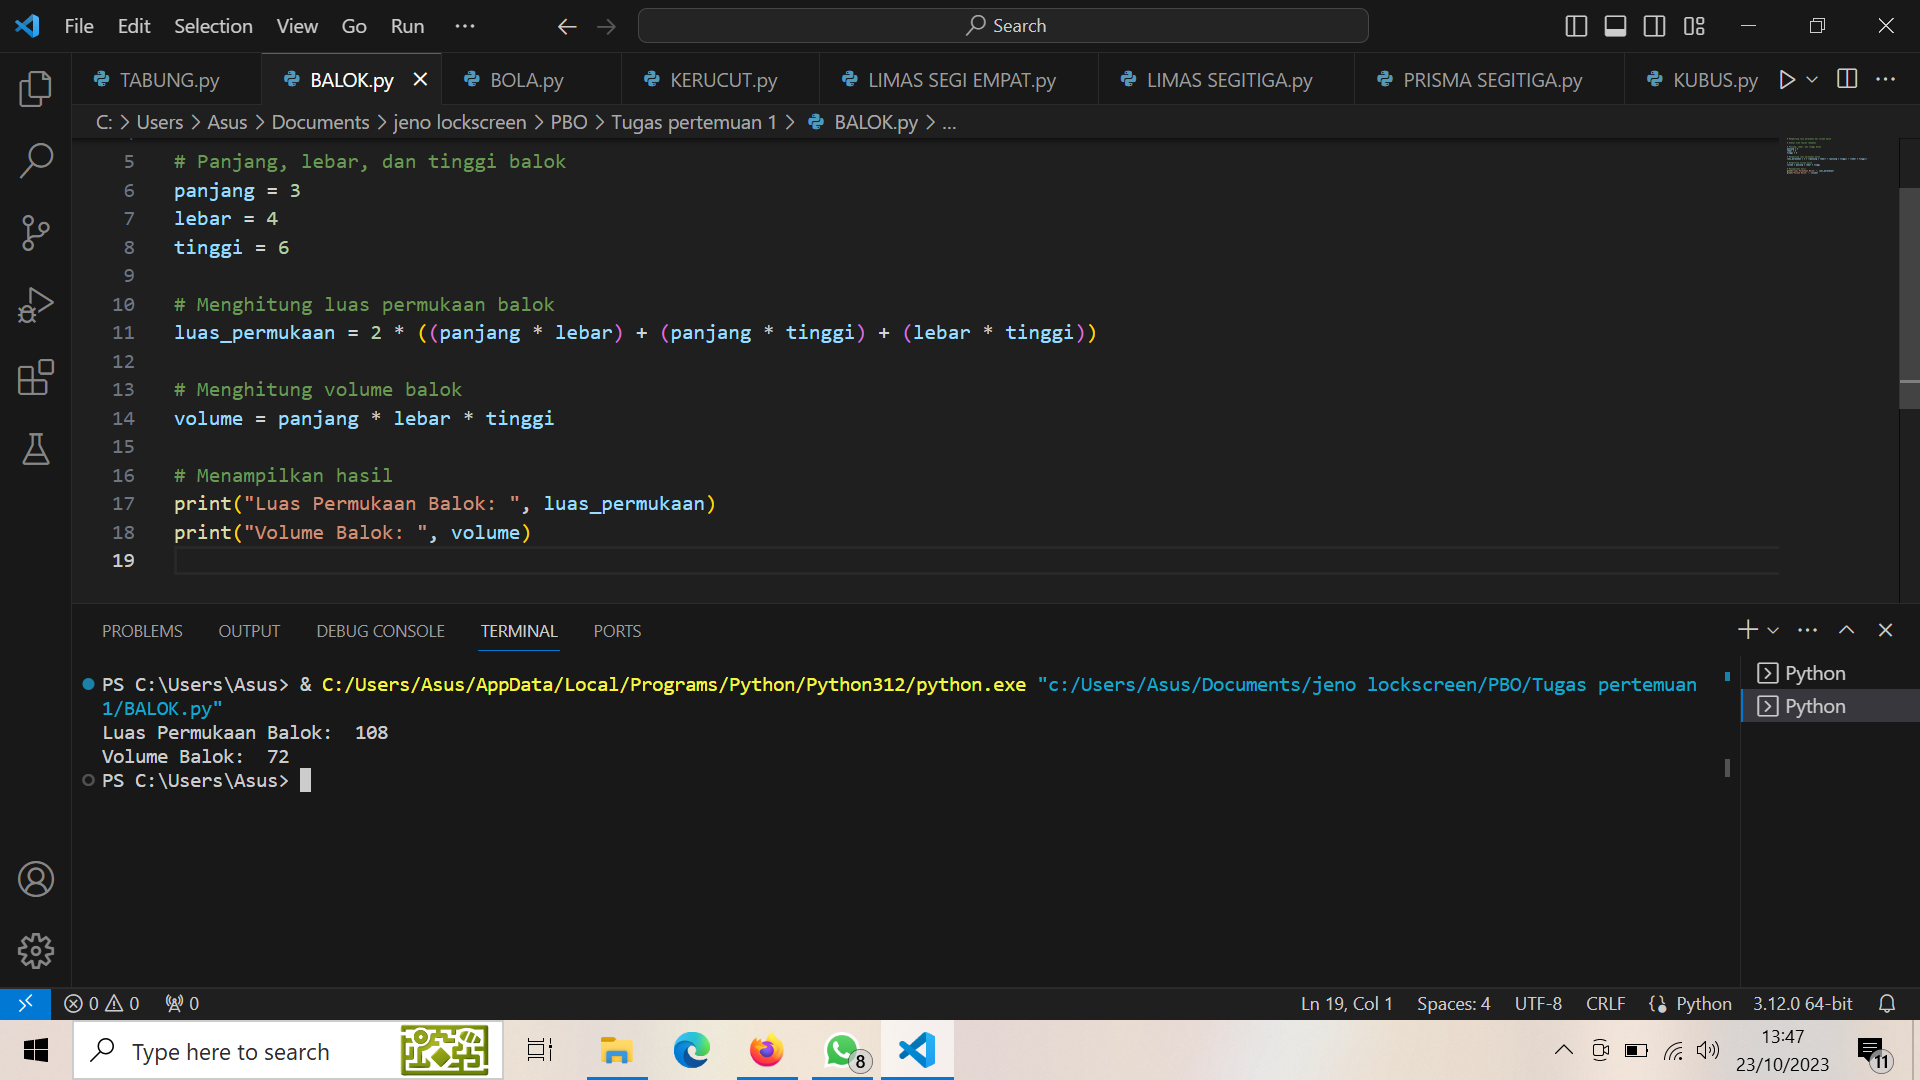 File Edit Selection View Go Run ··· Search
TABUNG.py BALOK.py BOLA.py KERUCUT.py LIMAS SEGI EMPAT.py LIMAS SEGITIGA.py PRISMA SEGITIGA.py KUBUS.py
C: > Users > Asus > Documents > jeno lockscreen > PBO > Tugas pertemuan 1 > BALOK.py > ...
5 # Panjang, lebar, dan tinggi balok
6 panjang = 3
7 lebar = 4
8 tinggi = 6
9
10 # Menghitung luas permukaan balok
11 luas_permukaan = 2 * ((panjang * lebar) + (panjang * tinggi) + (lebar * tinggi))
12
13 # Menghitung volume balok
14 volume = panjang * lebar * tinggi
15
16 # Menampilkan hasil
17 print("Luas Permukaan Balok: ", luas_permukaan)
18 print("Volume Balok: ", volume)
19
PROBLEMS OUTPUT DEBUG CONSOLE TERMINAL PORTS
PS C:\Users\Asus> & C:/Users/Asus/AppData/Local/Programs/Python/Python312/python.exe "c:/Users/Asus/Documents/jeno lockscreen/PBO/Tugas pertemuan
1/BALOK.py"
Luas Permukaan Balok:  108
Volume Balok:  72
PS C:\Users\Asus>
Python
Python
0 0 0 Ln 19, Col 1 Spaces: 4 UTF-8 CRLF {} Python 3.12.0 64-bit
Type here to search
8
13:47
23/10/2023
11